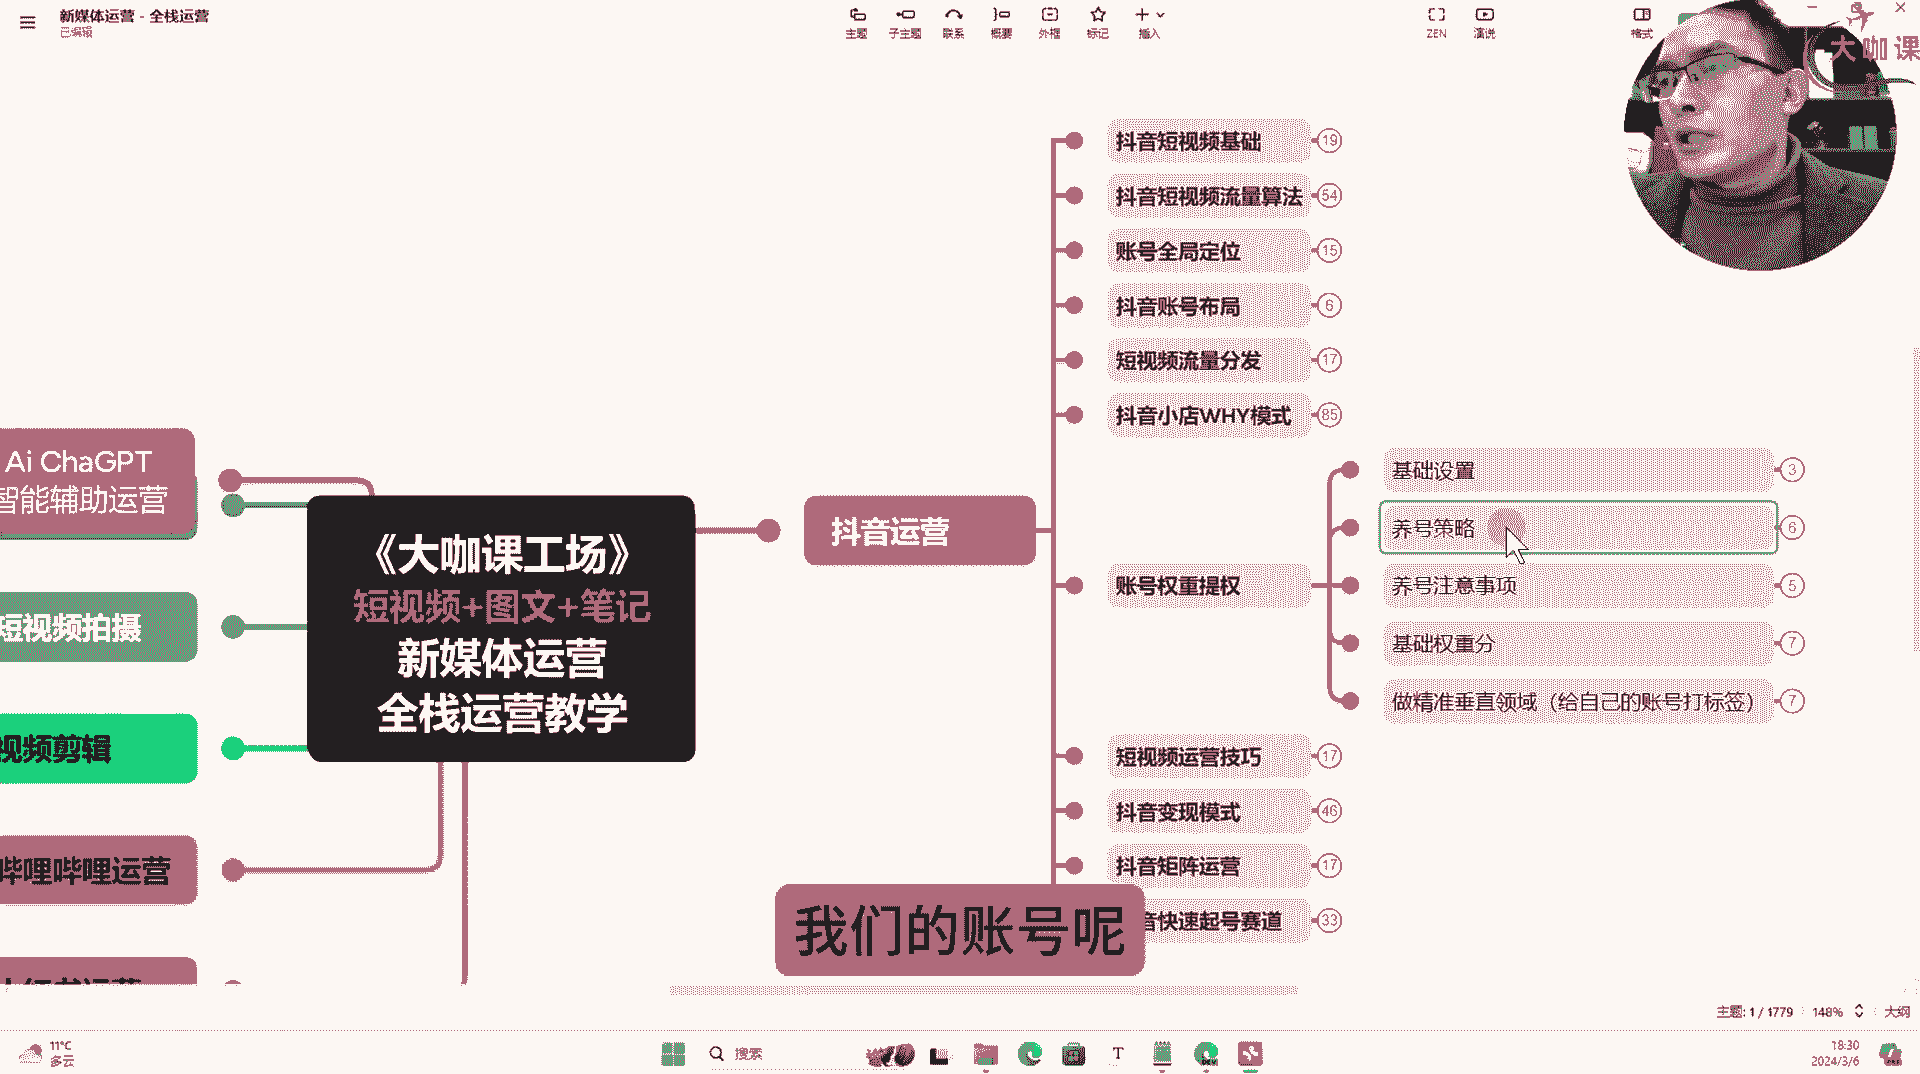 新媒体运营 - 全栈运营
已编辑
主题
子主题
联系
概要
外框
标记
插入
ZEN
演说
格式
大咖课
抖音短视频基础 19
抖音短视频流量算法 54
账号全局定位 15
抖音账号布局 6
短视频流量分发 17
抖音小店WHY模式 85
基础设置 3
养号策略 6
账号权重提权
养号注意事项 5
基础权重分 7
做精准垂直领域（给自己的账号打标签） 7
短视频运营技巧 17
抖音变现模式 46
抖音矩阵运营 17
音快速起号赛道 33
抖音运营
Ai ChaGPT
智能辅助运营
短视频拍摄
视频剪辑
哔哩哔哩运营
《大咖课工场》
短视频+图文+笔记
新媒体运营
全栈运营教学
我们的账号呢
主题: 1 / 1779
148%
大纲
11°C
多云
搜索
18:30
2024/3/6